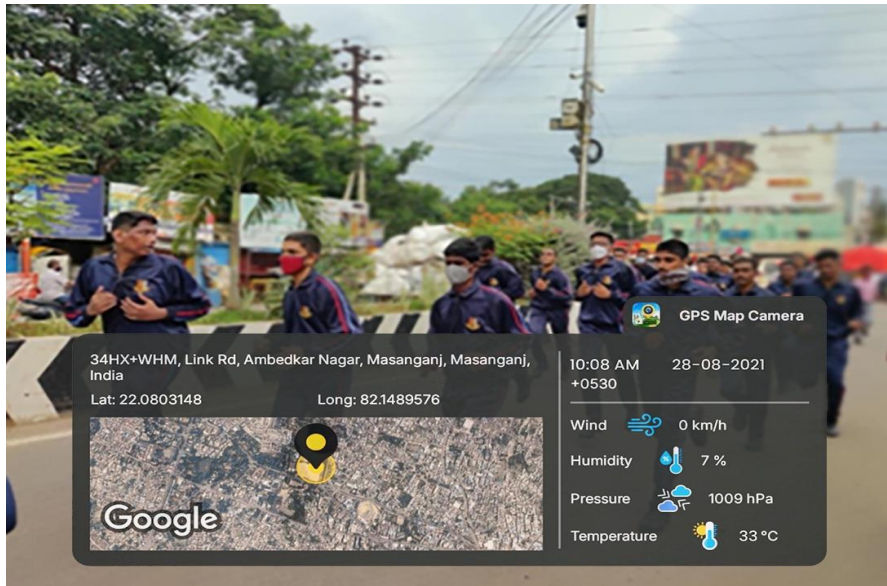 GPS Map Camera
34HX+WHM, Link Rd, Ambedkar Nagar, Masanganj, Masanganj,
India
Lat: 22.0803148 Long: 82.1489576
Google
10:08 AM 28-08-2021
+0530
Wind 0 km/h
Humidity 7 %
Pressure 1009 hPa
Temperature 33 °C